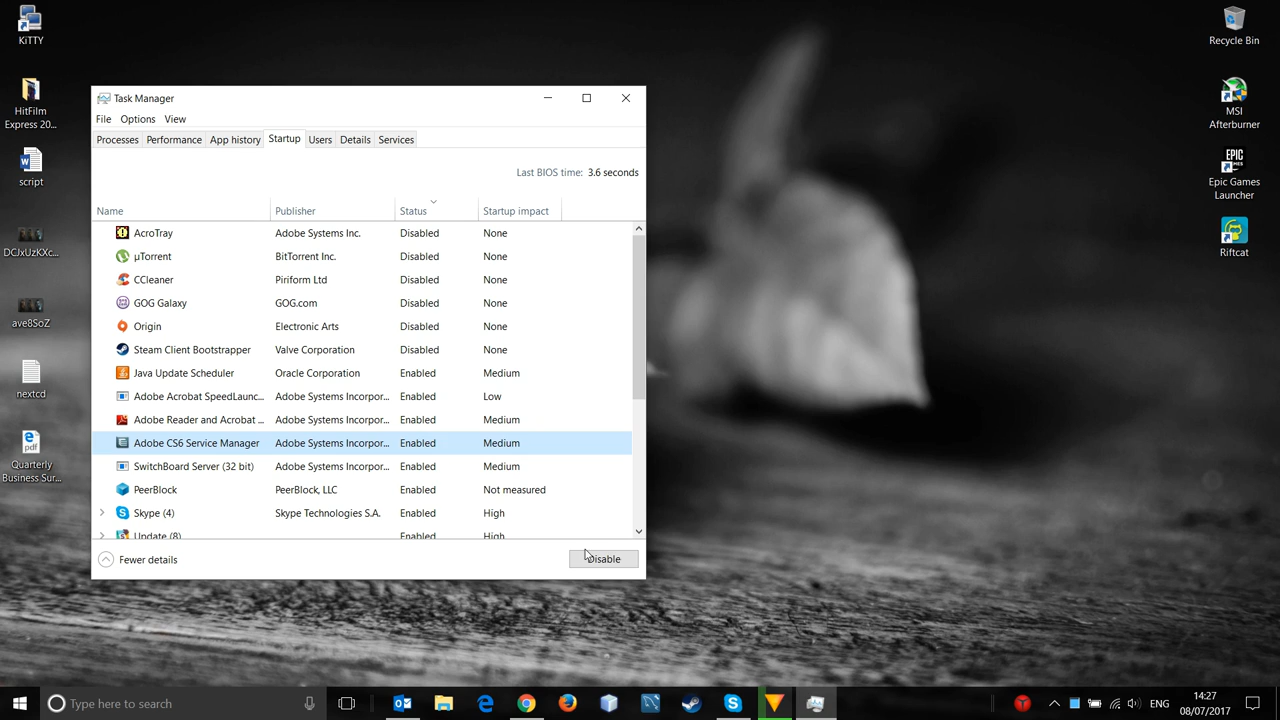 KiTTY
HitFilm
Express 20...
script
DCJxUzKXc...
ave8SoZ
nextcd
pdf
Quarterly
Business Sur...
Recycle Bin
MSI
Afterburner
EPIC
GAMES
Epic Games
Launcher
Riftcat
Task Manager
File Options View
Processes Performance App history Startup Users Details Services
Last BIOS time: 3.6 seconds
Name Publisher Status Startup impact
AcroTray Adobe Systems Inc. Disabled None
µTorrent BitTorrent Inc. Disabled None
CCleaner Piriform Ltd Disabled None
GOG Galaxy GOG.com Disabled None
Origin Electronic Arts Disabled None
Steam Client Bootstrapper Valve Corporation Disabled None
Java Update Scheduler Oracle Corporation Enabled Medium
Adobe Acrobat SpeedLaunc... Adobe Systems Incorpor... Enabled Low
Adobe Reader and Acrobat ... Adobe Systems Incorpor... Enabled Medium
Adobe CS6 Service Manager Adobe Systems Incorpor... Enabled Medium
SwitchBoard Server (32 bit) Adobe Systems Incorpor... Enabled Medium
PeerBlock PeerBlock, LLC Enabled Not measured
Skype (4) Skype Technologies S.A. Enabled High
Update (8) Enabled High
Fewer details Disable
Type here to search
ENG
14:27
08/07/2017